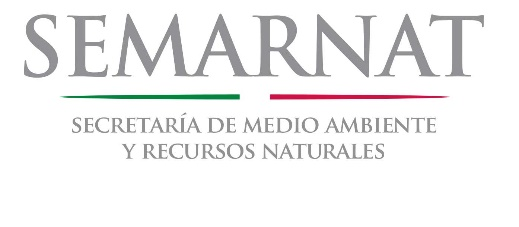 SEMARNAT
SECRETARÍA DE MEDIO AMBIENTE
Y RECURSOS NATURALES